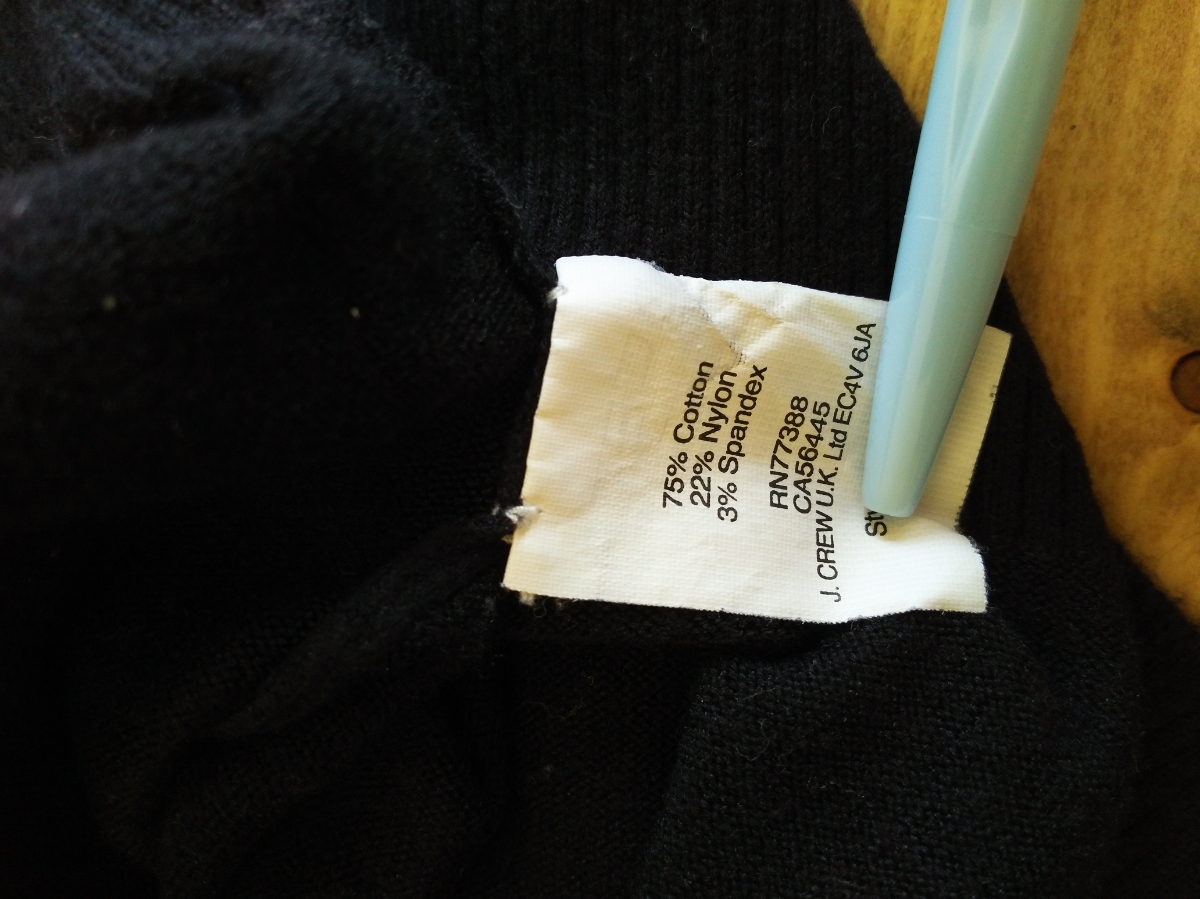 75% Cotton
22% Nylon
3% Spandex
RN77388
CA56445
J. CREW U.K. Ltd EC4V 6JA